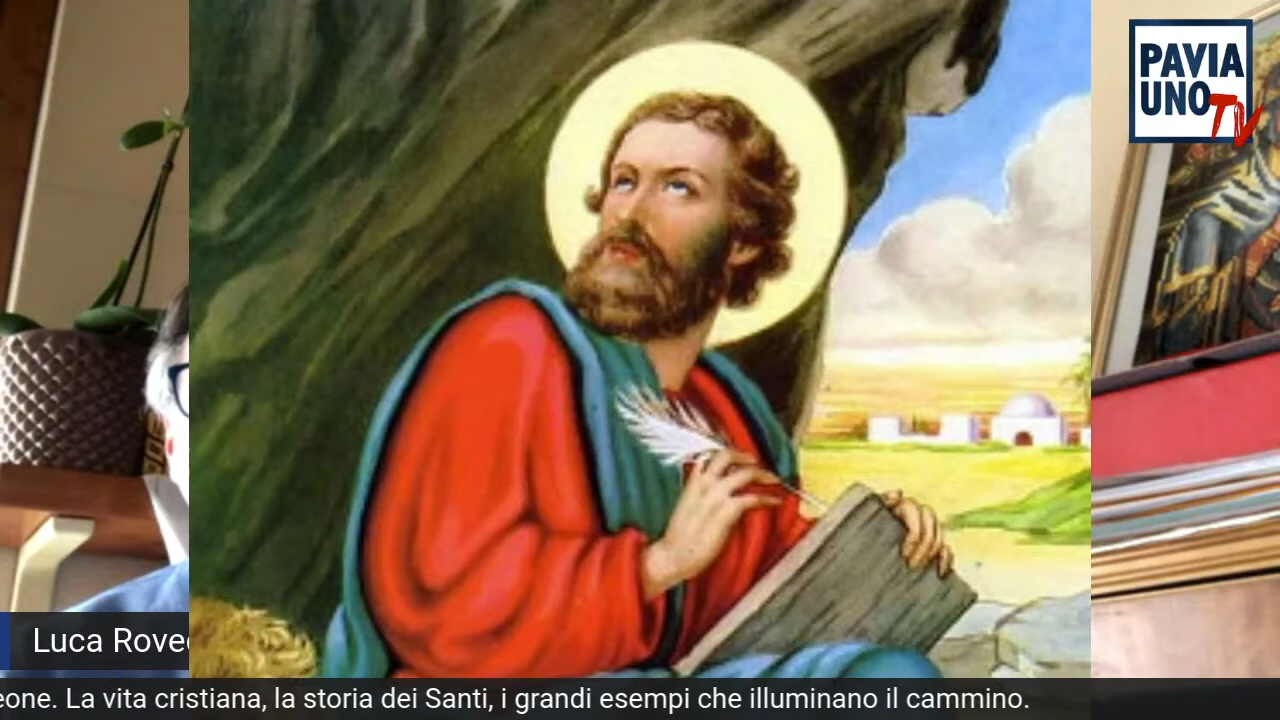 PAVIA
UNO TV
Luca Rove
eone. La vita cristiana, la storia dei Santi, i grandi esempi che illuminano il cammino.